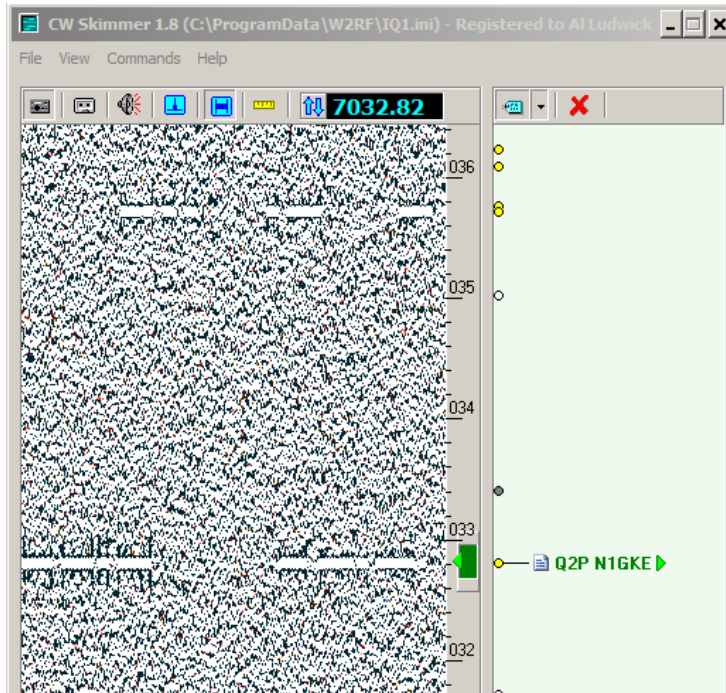 CW Skimmer 1.8 (C:\ProgramData\W2RF\IQ1.ini) - Registered to Al Ludwick
File View Commands Help
7032.82
036
035
034
033
Q2P N1GKE
032